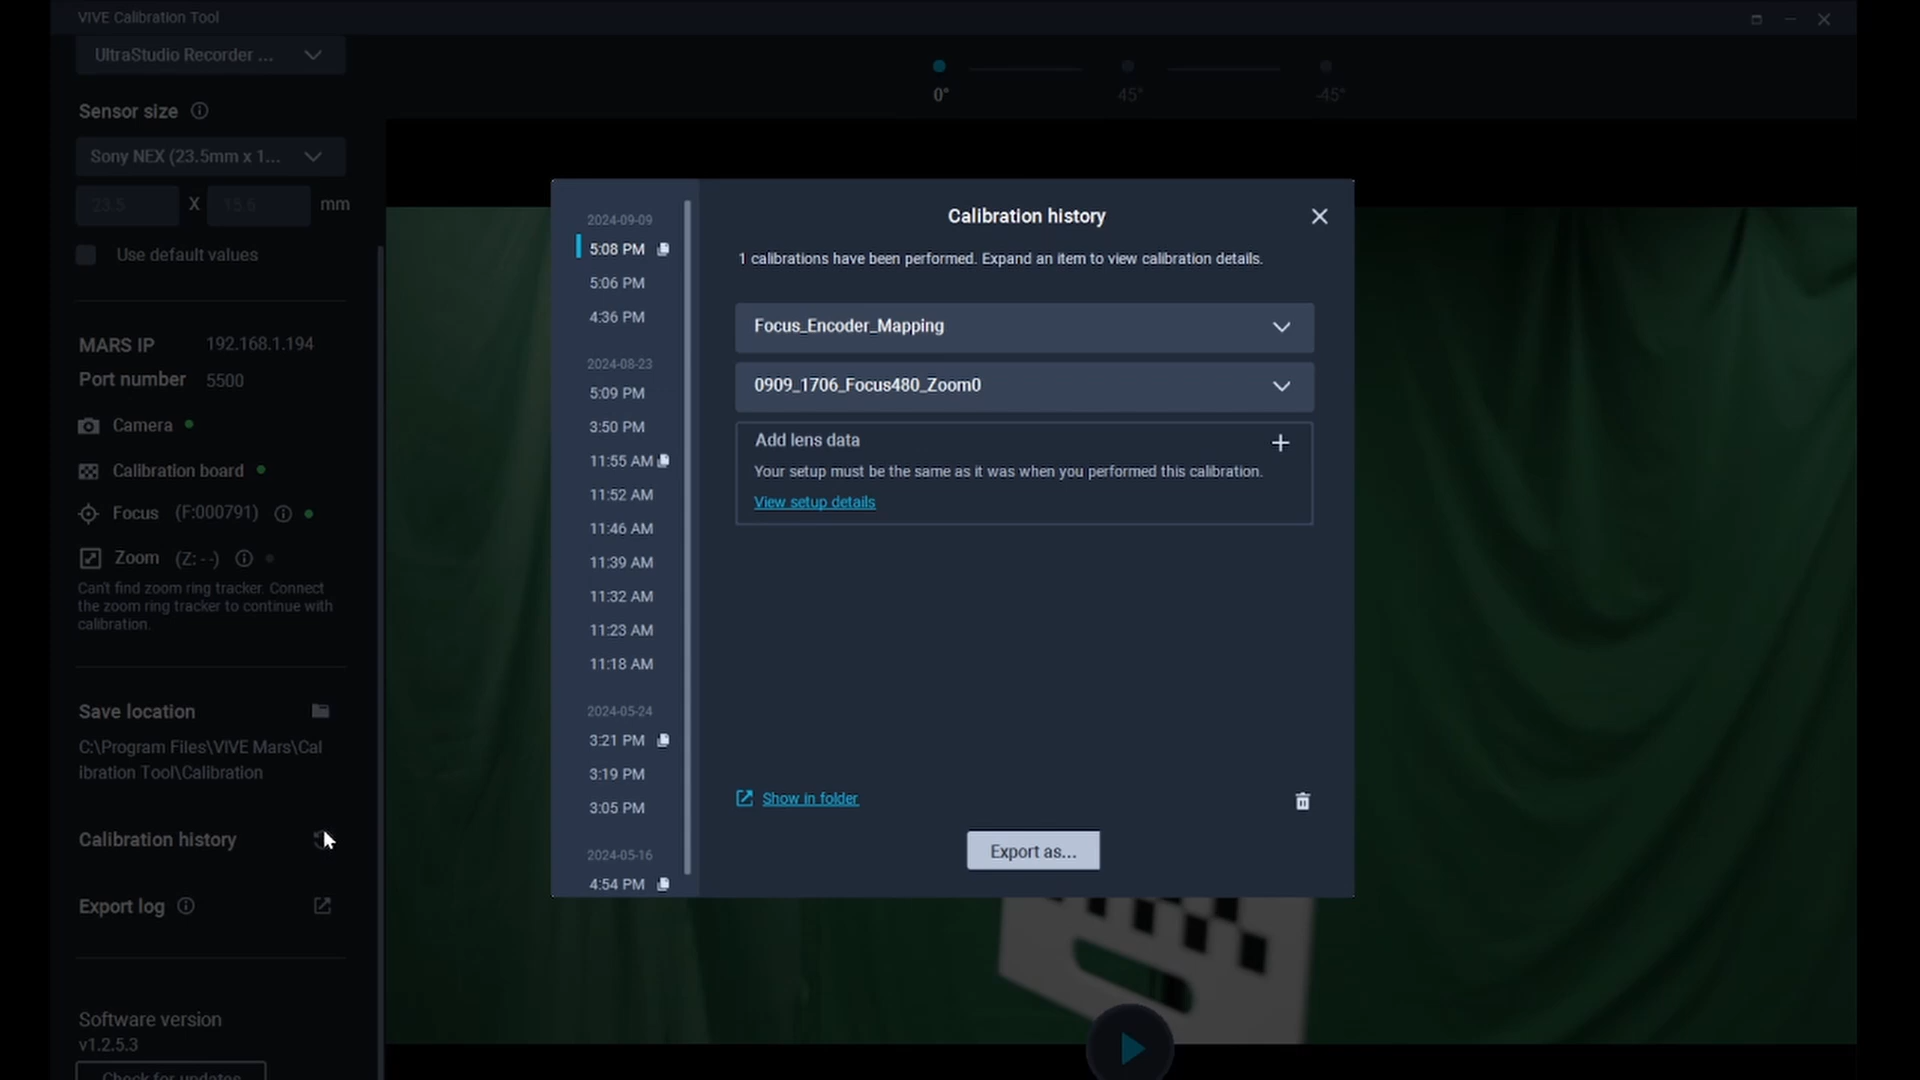 VIVE Calibration Tool
UltraStudio Recorder ...
Sensor size
Sony NEX (23.5mm x 1...
23.5 X 15.6 mm
Use default values
MARS IP 192.168.1.194
Port number 5500
Camera
Calibration board
Focus (F:000791)
Zoom (Z: - -)
Can't find zoom ring tracker. Connect
the zoom ring tracker to continue with
calibration.
Save location
C:\Program Files\VIVE Mars\Cal
ibration Tool\Calibration
Calibration history
Export log
Software version
v1.2.5.3
Check for updates
0°
45°
-45°
2024-09-09
5:08 PM
5:06 PM
4:36 PM
2024-08-23
5:09 PM
3:50 PM
11:55 AM
11:52 AM
11:46 AM
11:39 AM
11:32 AM
11:23 AM
11:18 AM
2024-05-24
3:21 PM
3:19 PM
3:05 PM
2024-05-16
4:54 PM
Calibration history
1 calibrations have been performed. Expand an item to view calibration details.
Focus_Encoder_Mapping
0909_1706_Focus480_Zoom0
Add lens data
Your setup must be the same as it was when you performed this calibration.
View setup details
Show in folder
Export as...